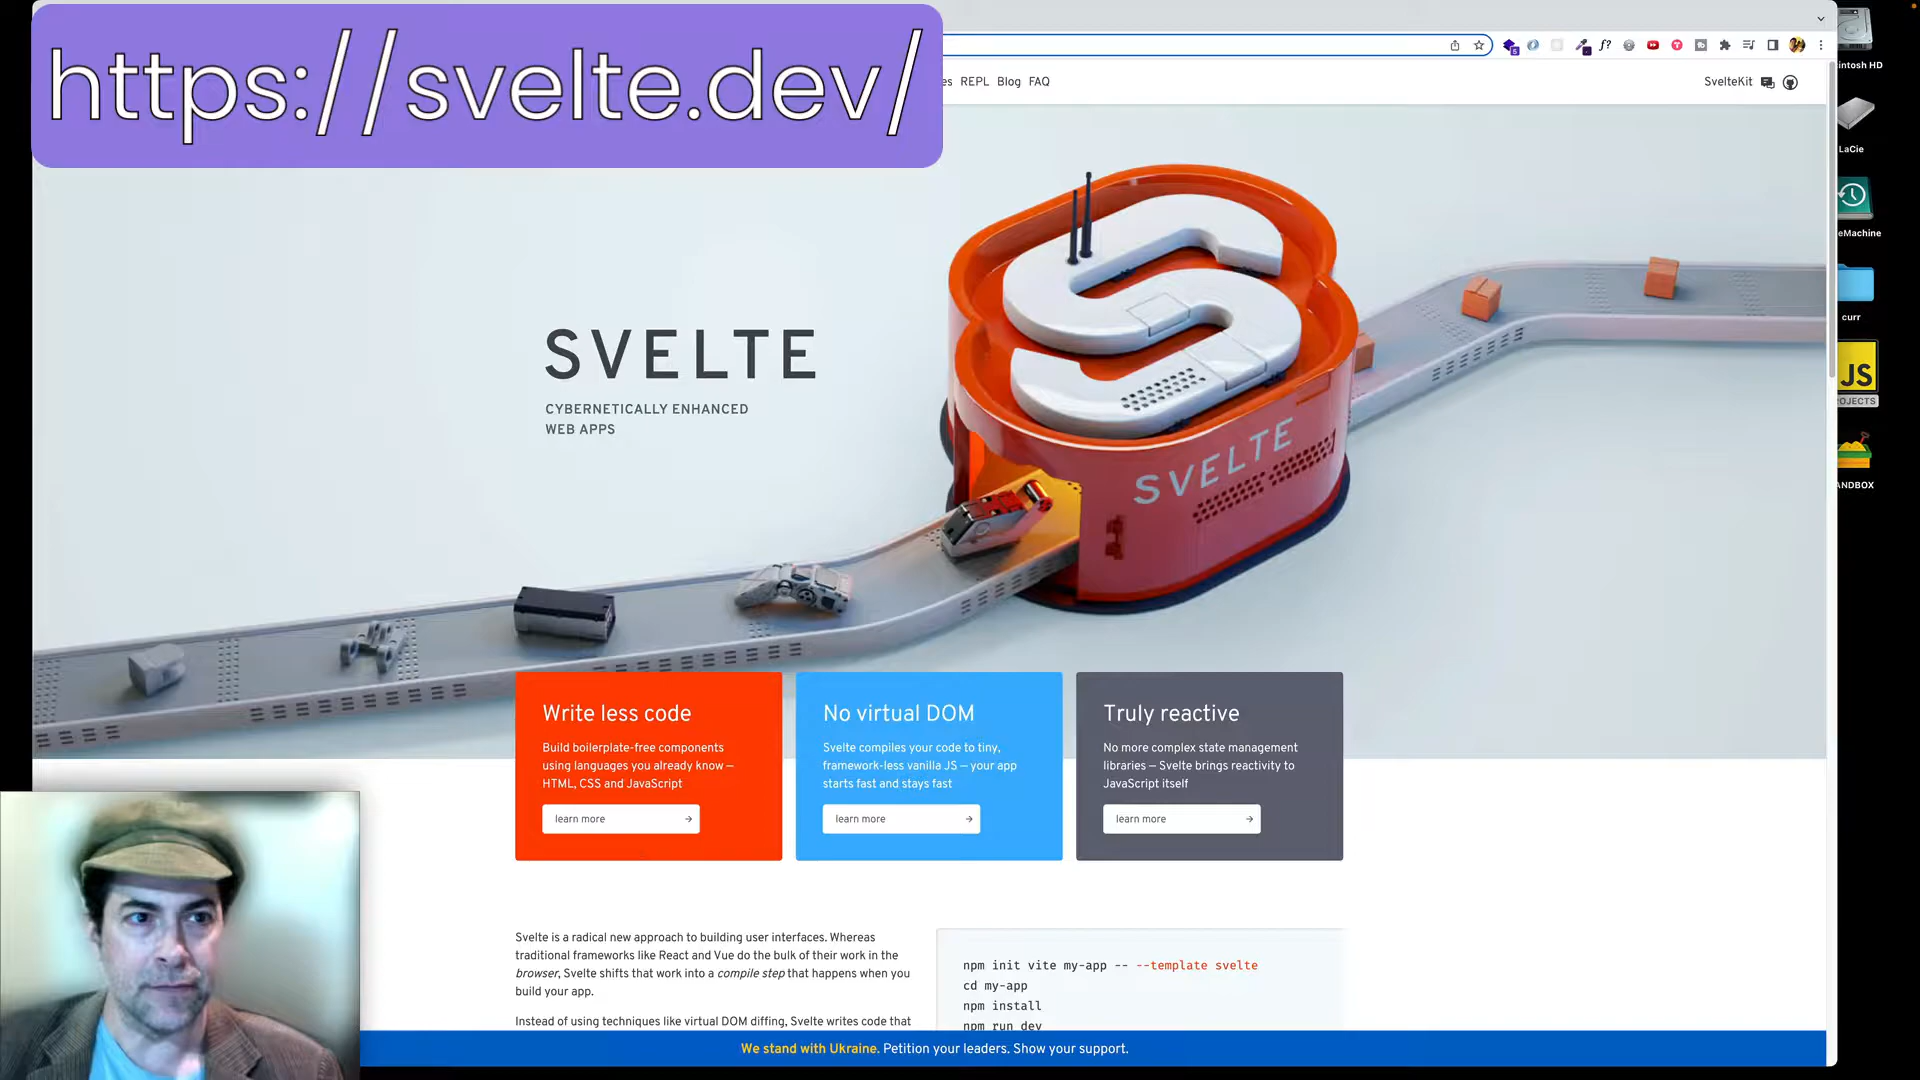 https://svelte.dev/
es REPL Blog FAQ
SvelteKit
intosh HD
LaCie
eMachine
curr
JS
ROJECTS
ANDBOX
SVELTE
CYBERNETICALLY ENHANCED
WEB APPS
SVELTE
Write less code
Build boilerplate-free components
using languages you already know —
HTML, CSS and JavaScript
learn more
No virtual DOM
Svelte compiles your code to tiny,
framework-less vanilla JS — your app
starts fast and stays fast
learn more
Truly reactive
No more complex state management
libraries — Svelte brings reactivity to
JavaScript itself
learn more
Svelte is a radical new approach to building user interfaces. Whereas
traditional frameworks like React and Vue do the bulk of their work in the
browser, Svelte shifts that work into a compile step that happens when you
build your app.
Instead of using techniques like virtual DOM diffing, Svelte writes code that
npm init vite my-app -- --template svelte
cd my-app
npm install
npm run dev
We stand with Ukraine. Petition your leaders. Show your support.